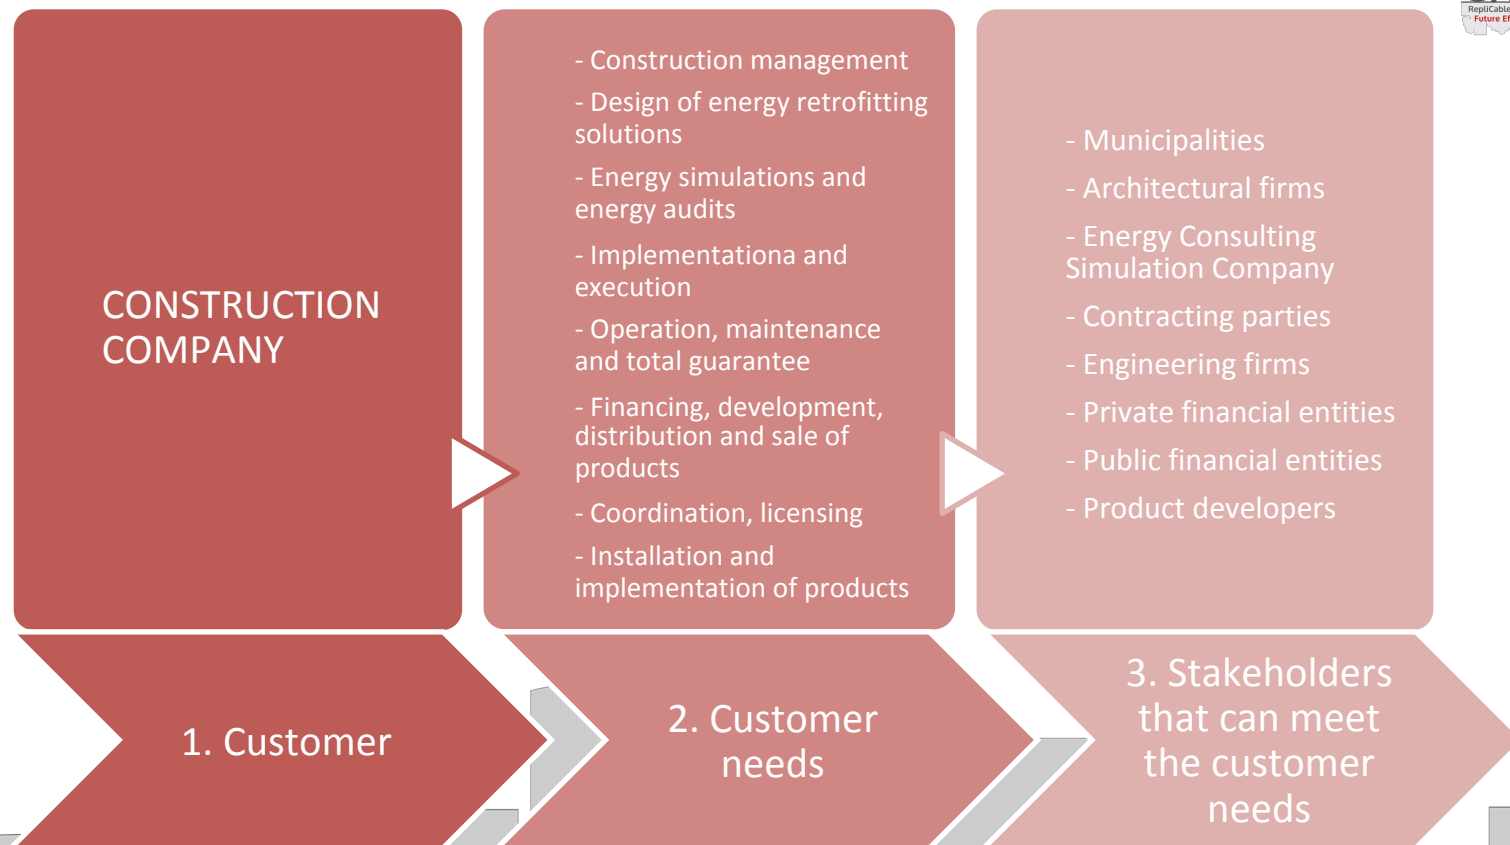 RepliCable
Future Ef
CONSTRUCTION
COMPANY
- Construction management
- Design of energy retrofitting
solutions
- Energy simulations and
energy audits
- Implementationa and
execution
- Operation, maintenance
and total guarantee
- Financing, development,
distribution and sale of
products
- Coordination, licensing
- Installation and
implementation of products
- Municipalities
- Architectural firms
- Energy Consulting
Simulation Company
- Contracting parties
- Engineering firms
- Private financial entities
- Public financial entities
- Product developers
1. Customer
2. Customer
needs
3. Stakeholders
that can meet
the customer
needs